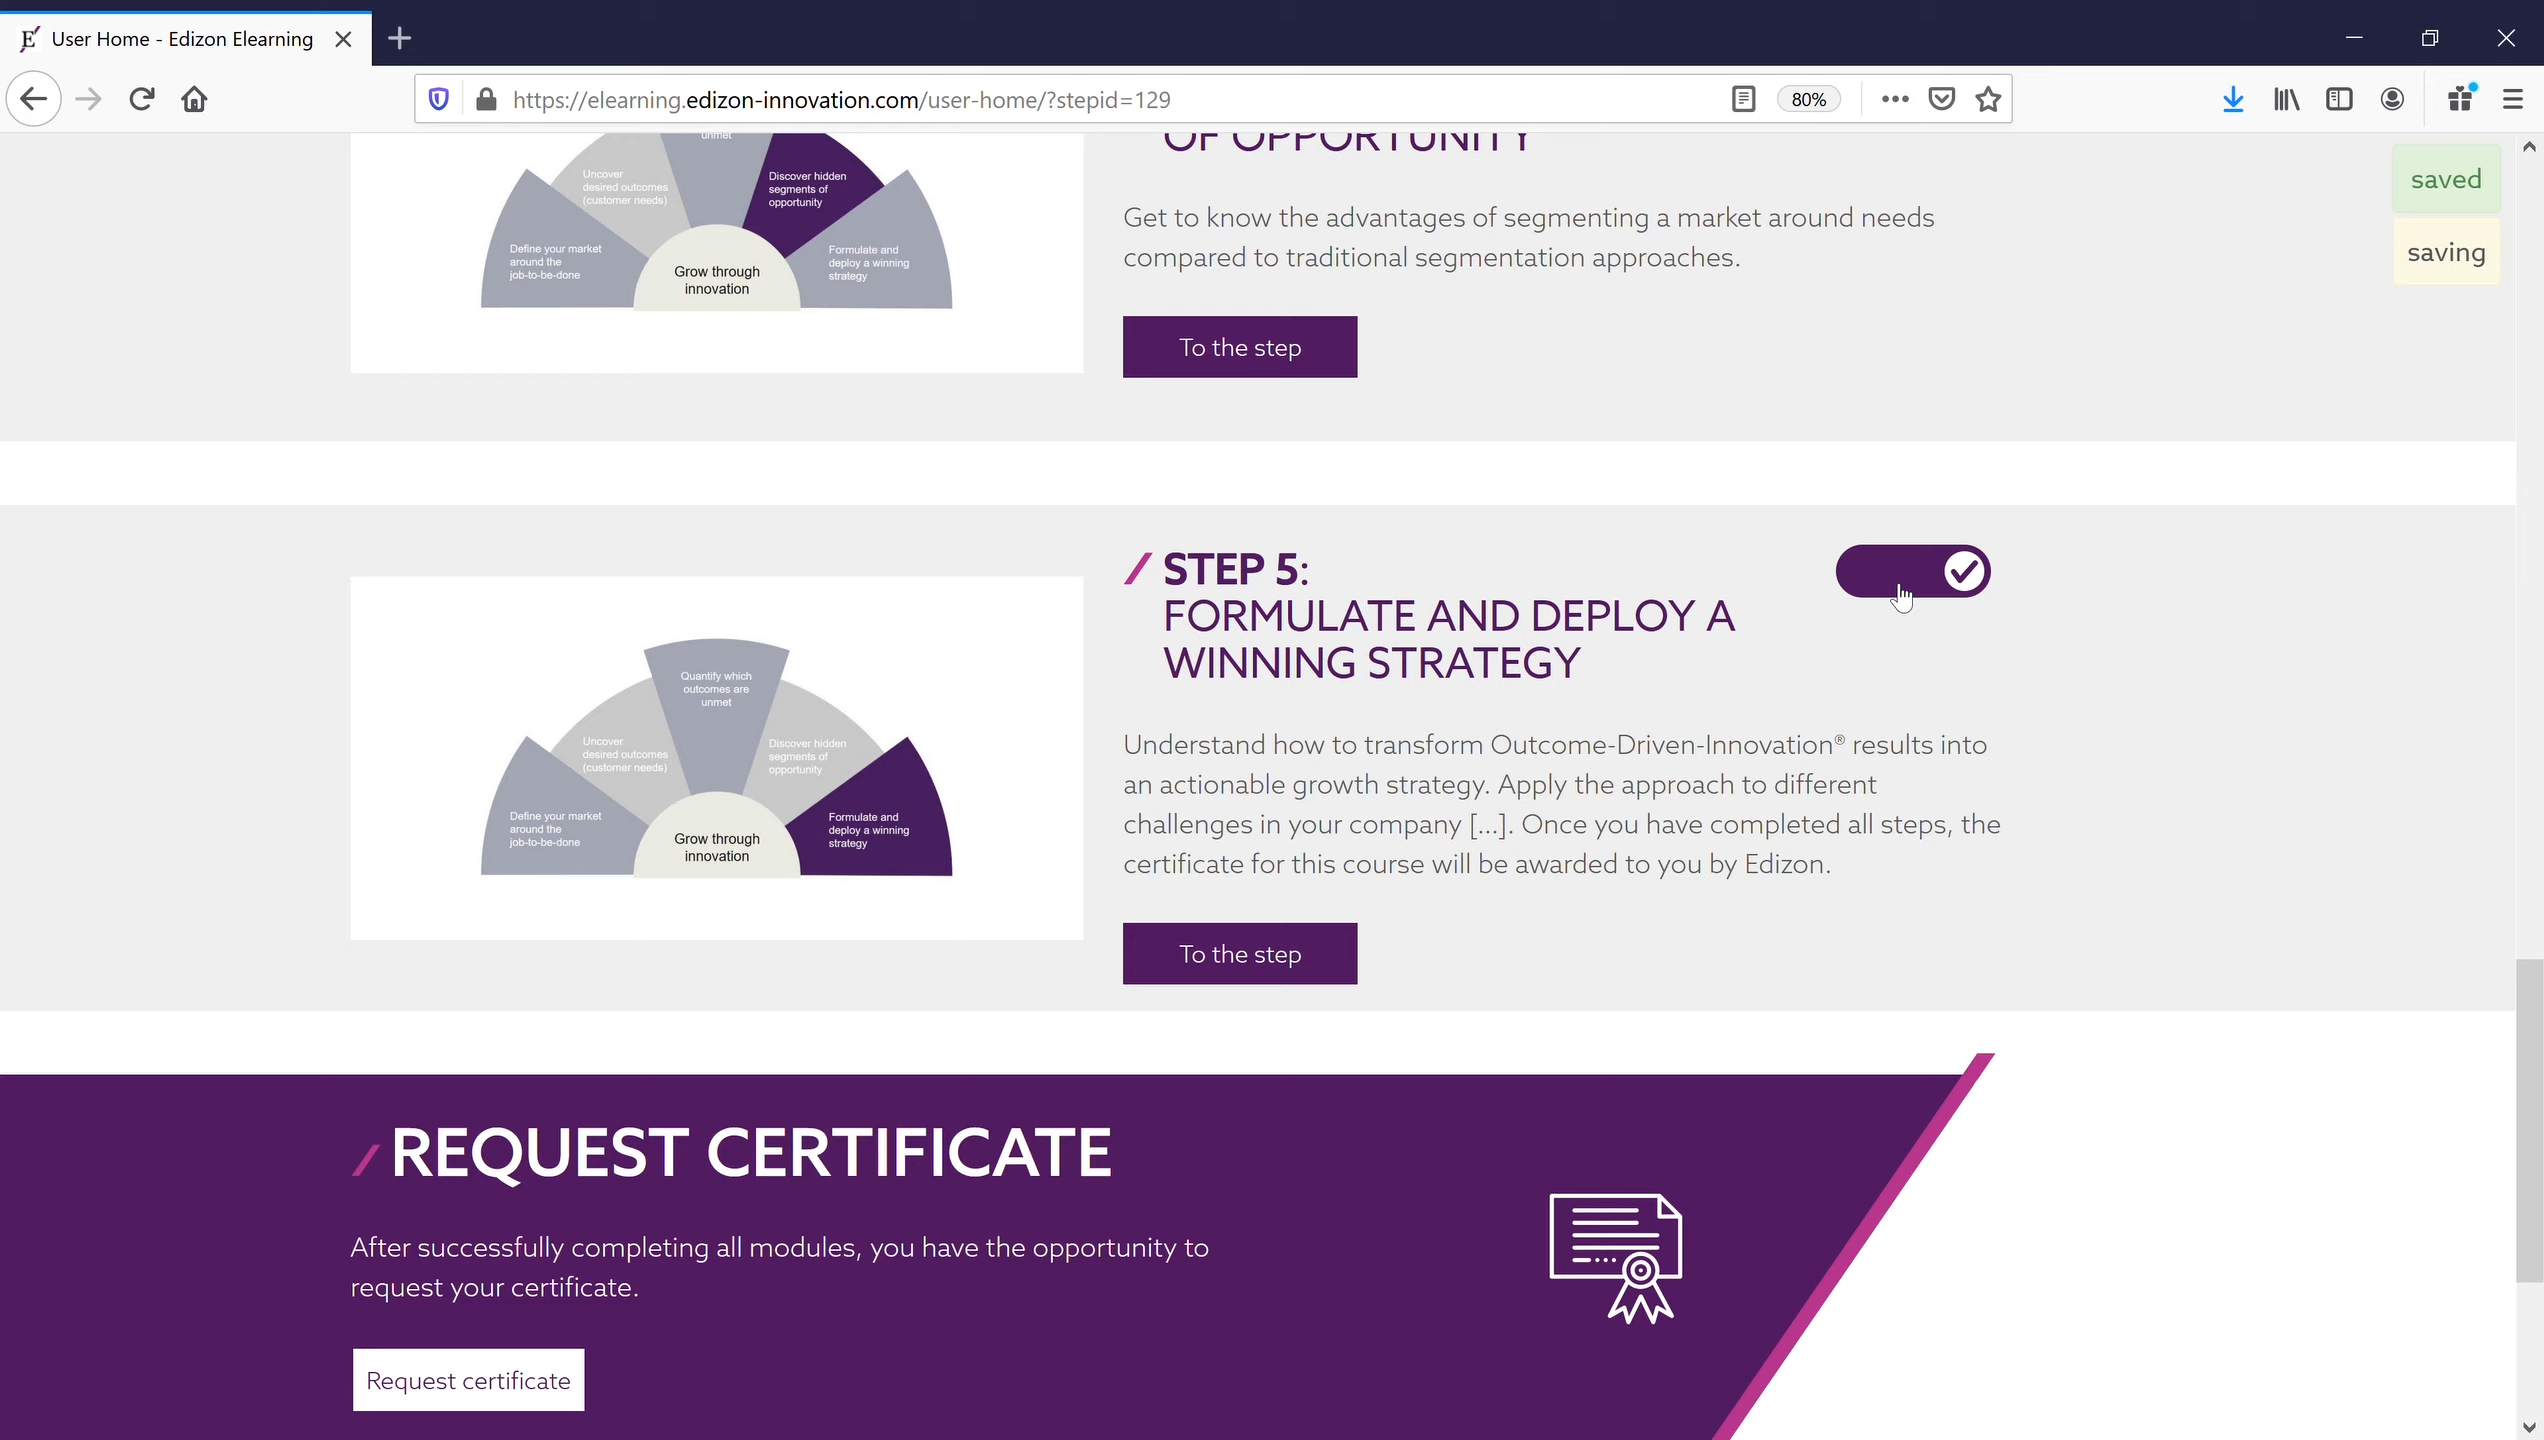 User Home - Edizon Elearning
https://elearning.edizon-innovation.com/user-home/?stepid=129
80%
unmet
Uncover
desired outcomes
(customer needs)
Discover hidden
segments of
opportunity
Define your market
around the
job-to-be-done
Formulate and
deploy a winning
strategy
Grow through
innovation
OF OPPORTUNITY
Get to know the advantages of segmenting a market around needs
compared to traditional segmentation approaches.
To the step
saved
saving
STEP 5:
FORMULATE AND DEPLOY A
WINNING STRATEGY
Quantify which
outcomes are
unmet
Uncover
desired outcomes
(customer needs)
Discover hidden
segments of
opportunity
Define your market
around the
job-to-be-done
Formulate and
deploy a winning
strategy
Grow through
innovation
Understand how to transform Outcome-Driven-Innovation® results into
an actionable growth strategy. Apply the approach to different
challenges in your company [...]. Once you have completed all steps, the
certificate for this course will be awarded to you by Edizon.
To the step
REQUEST CERTIFICATE
After successfully completing all modules, you have the opportunity to
request your certificate.
Request certificate